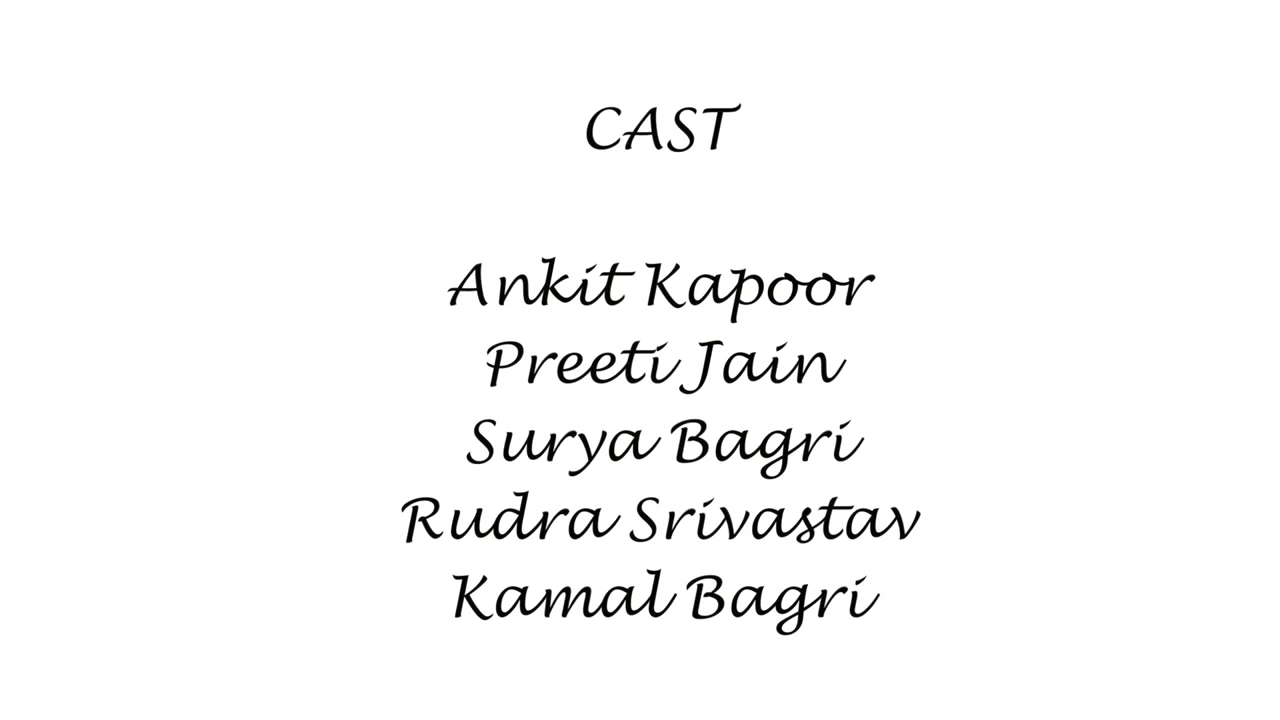 CAST
Ankit Kapoor
Preeti Jain
Surya Bagri
Rudra Srivastav
Kamal Bagri